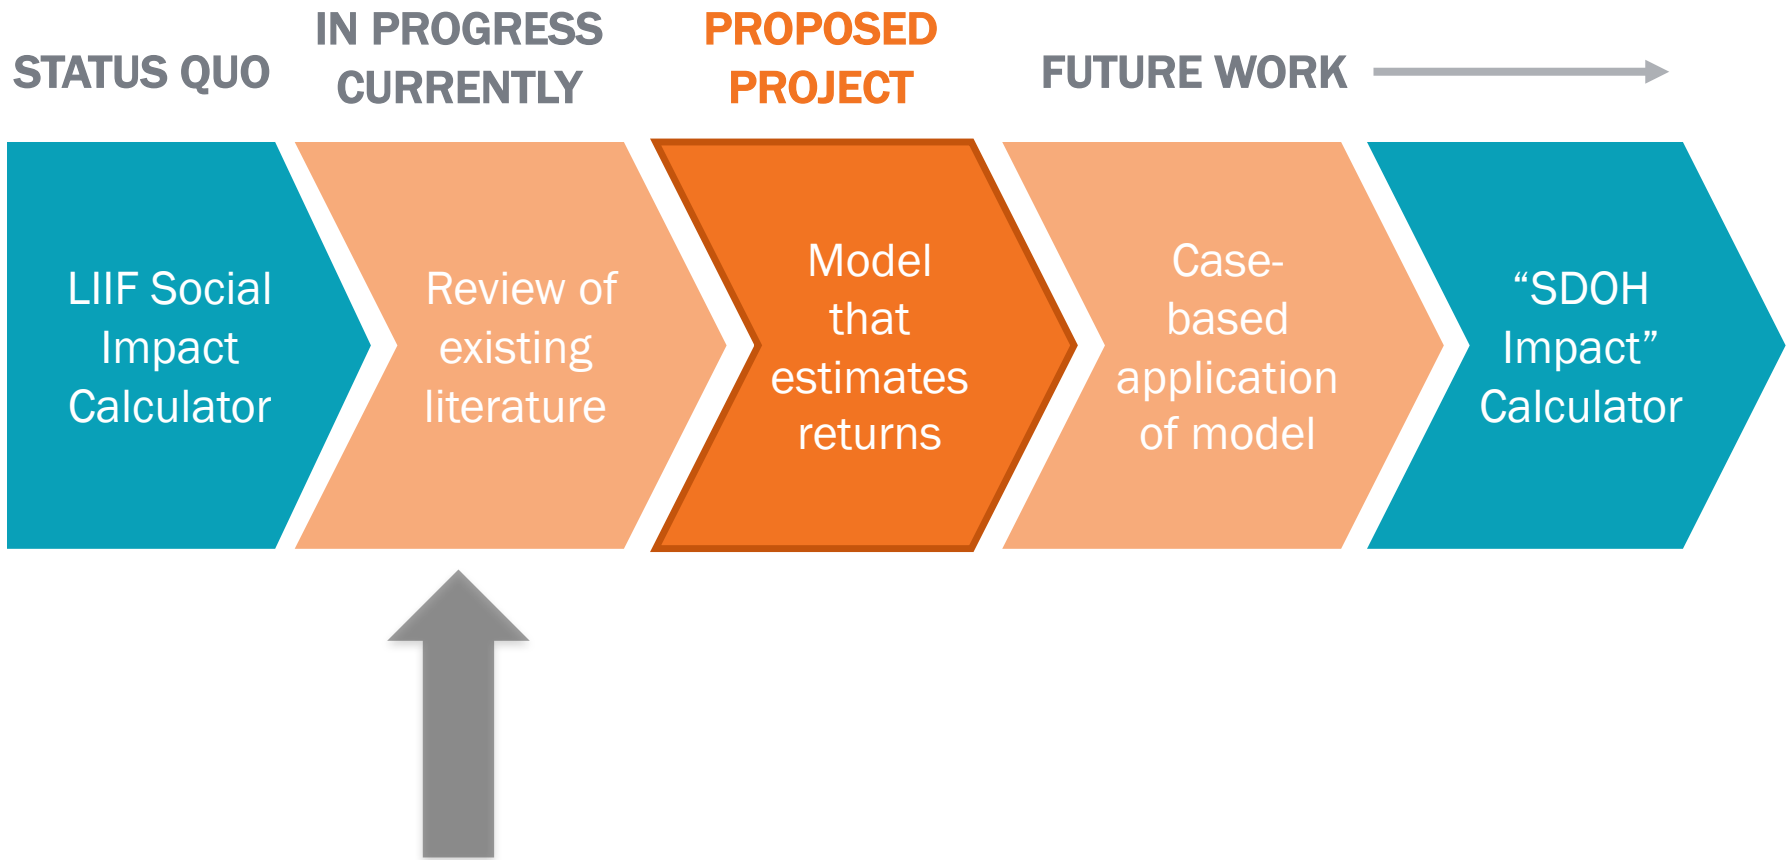 STATUS QUO
IN PROGRESS
CURRENTLY
PROPOSED
PROJECT
FUTURE WORK
LIIF Social
Impact
Calculator
Review of
existing
literature
Model
that
estimates
returns
Case-
based
application
of model
“SDOH
Impact”
Calculator